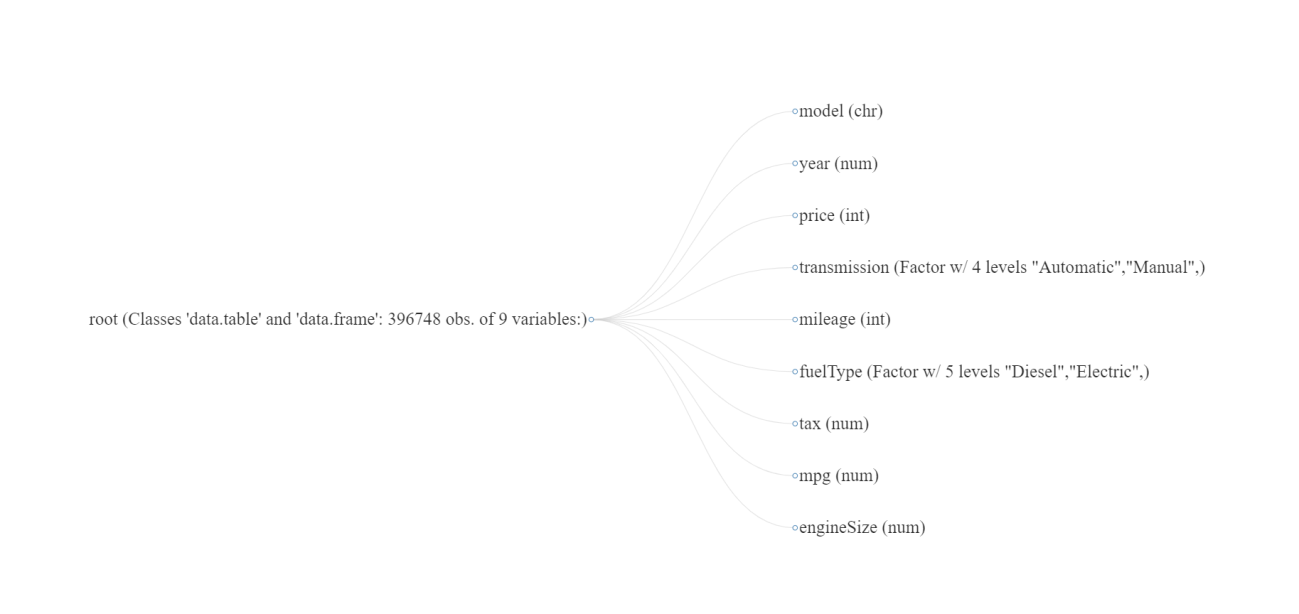 model (chr)
year (num)
price (int)
transmission (Factor w/ 4 levels "Automatic","Manual",)
root (Classes 'data.table' and 'data.frame': 396748 obs. of 9 variables:)
mileage (int)
fuelType (Factor w/ 5 levels "Diesel","Electric",)
tax (num)
mpg (num)
engineSize (num)